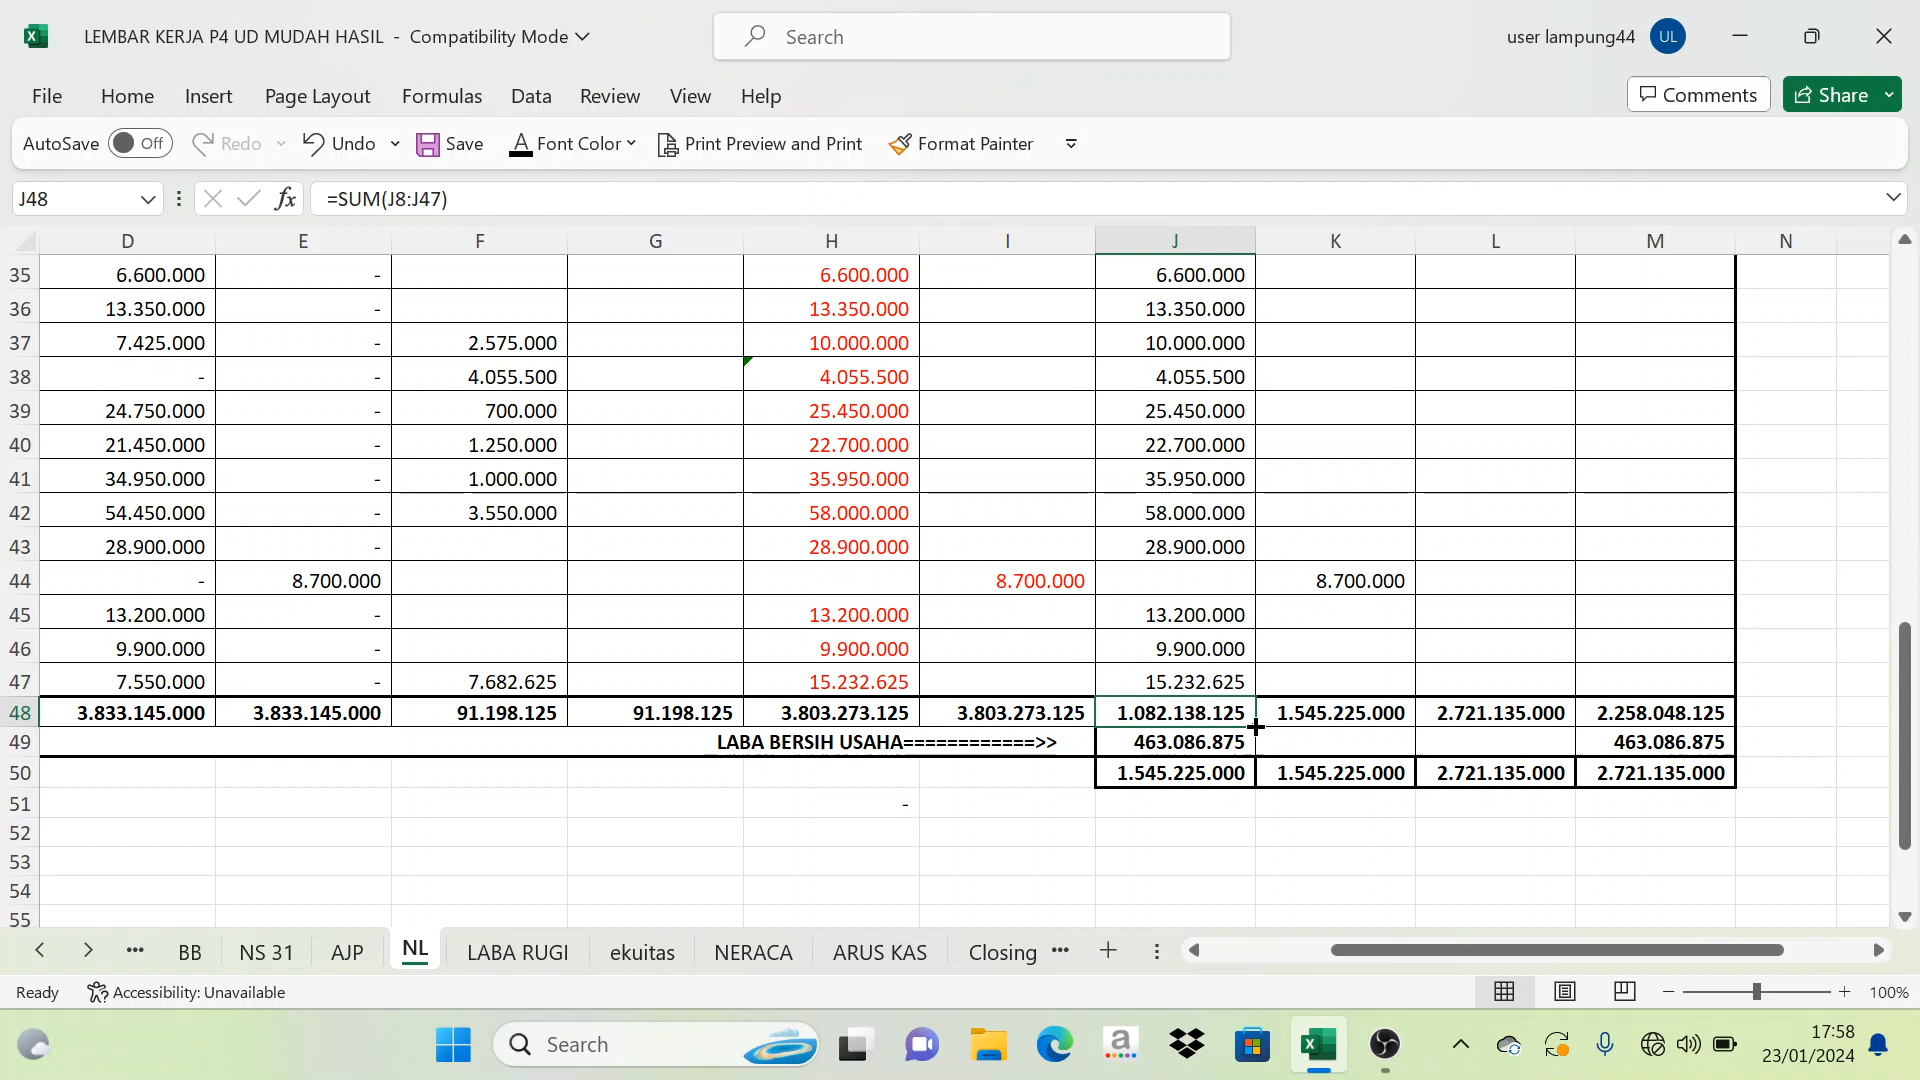 LEMBAR KERJA P4 UD MUDAH HASIL - Compatibility Mode
Search
user lampung44
UL
File Home Insert Page Layout Formulas Data Review View Help
Comments
Share
AutoSave Off Redo Undo Save Font Color Print Preview and Print Format Painter
J48
fx
=SUM(J8:J47)
D E F G H I J K L M N
35 6.600.000 - 6.600.000 6.600.000
36 13.350.000 - 13.350.000 13.350.000
37 7.425.000 - 2.575.000 10.000.000 10.000.000
38 - - 4.055.500 4.055.500 4.055.500
39 24.750.000 - 700.000 25.450.000 25.450.000
40 21.450.000 - 1.250.000 22.700.000 22.700.000
41 34.950.000 - 1.000.000 35.950.000 35.950.000
42 54.450.000 - 3.550.000 58.000.000 58.000.000
43 28.900.000 - 28.900.000 28.900.000
44 - 8.700.000 8.700.000 8.700.000
45 13.200.000 - 13.200.000 13.200.000
46 9.900.000 - 9.900.000 9.900.000
47 7.550.000 - 7.682.625 15.232.625 15.232.625
48 3.833.145.000 3.833.145.000 91.198.125 91.198.125 3.803.273.125 3.803.273.125 1.082.138.125 1.545.225.000 2.721.135.000 2.258.048.125
49 LABA BERSIH USAHA============>> 463.086.875 463.086.875
50 1.545.225.000 1.545.225.000 2.721.135.000 2.721.135.000
51 -
52
53
54
55
BB NS 31 AJP NL LABA RUGI ekuitas NERACA ARUS KAS Closing
Ready Accessibility: Unavailable
100%
Search
a
17:58
23/01/2024